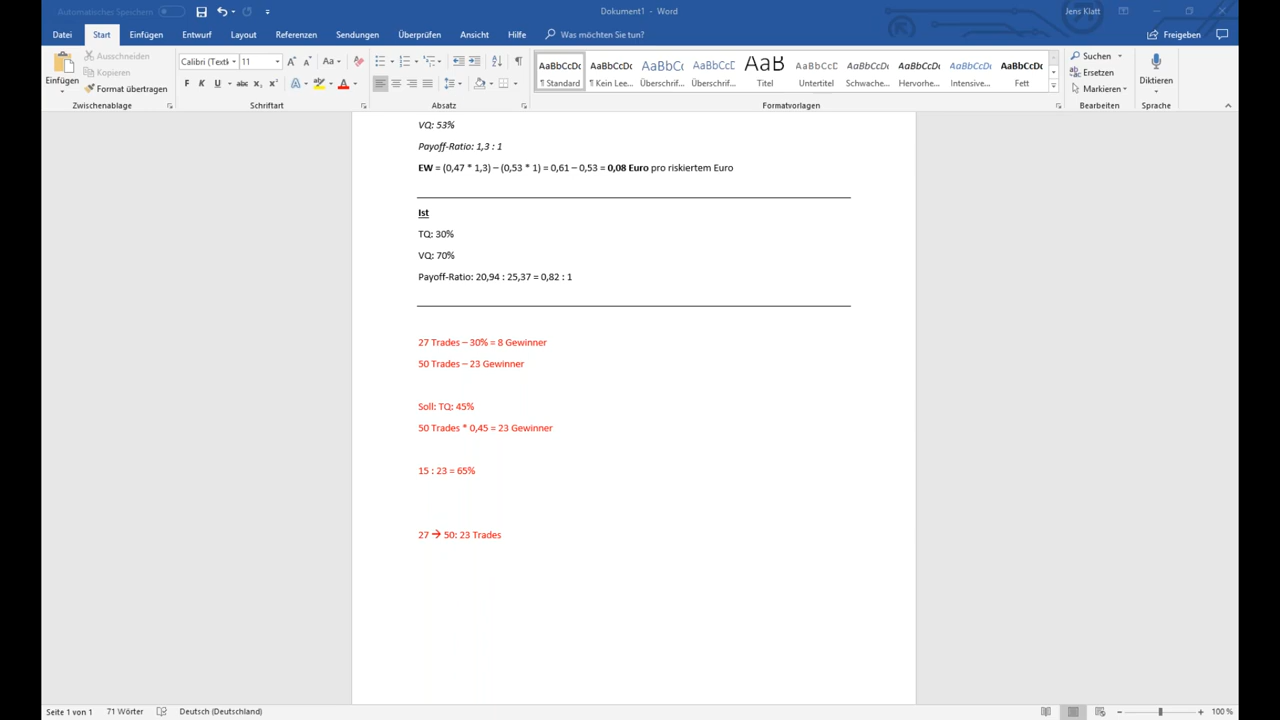 Automatisches Speichern
Dokument1 - Word
Jens Klatt
Datei Start Einfügen Entwurf Layout Referenzen Sendungen Überprüfen Ansicht Hilfe Was möchten Sie tun? Freigeben
Einfügen
Ausschneiden
Kopieren
Format übertragen
Zwischenablage
Calibri (Textk 11
Aa
F K U abc x₂ x²
A A
Schriftart
Absatz
AaBbCcDc AaBbCcDc AaBbCc AaBbCcC AaB AaBbCcD AaBbCcDc AaBbCcDc AaBbCcDc AaBbCcDc
¶ Standard ¶ Kein Lee... Überschrif... Überschrif... Titel Untertitel Schwache... Hervorhe... Intensive... Fett
Formatvorlagen
Suchen
Ersetzen
Markieren
Bearbeiten
Diktieren
Sprache
VQ: 53%
Payoff-Ratio: 1,3 : 1
EW = (0,47 * 1,3) – (0,53 * 1) = 0,61 – 0,53 = 0,08 Euro pro riskiertem Euro
Ist
TQ: 30%
VQ: 70%
Payoff-Ratio: 20,94 : 25,37 = 0,82 : 1
27 Trades – 30% = 8 Gewinner
50 Trades – 23 Gewinner
Soll: TQ: 45%
50 Trades * 0,45 = 23 Gewinner
15 : 23 = 65%
27 → 50: 23 Trades
Seite 1 von 1 71 Wörter Deutsch (Deutschland) 100 %